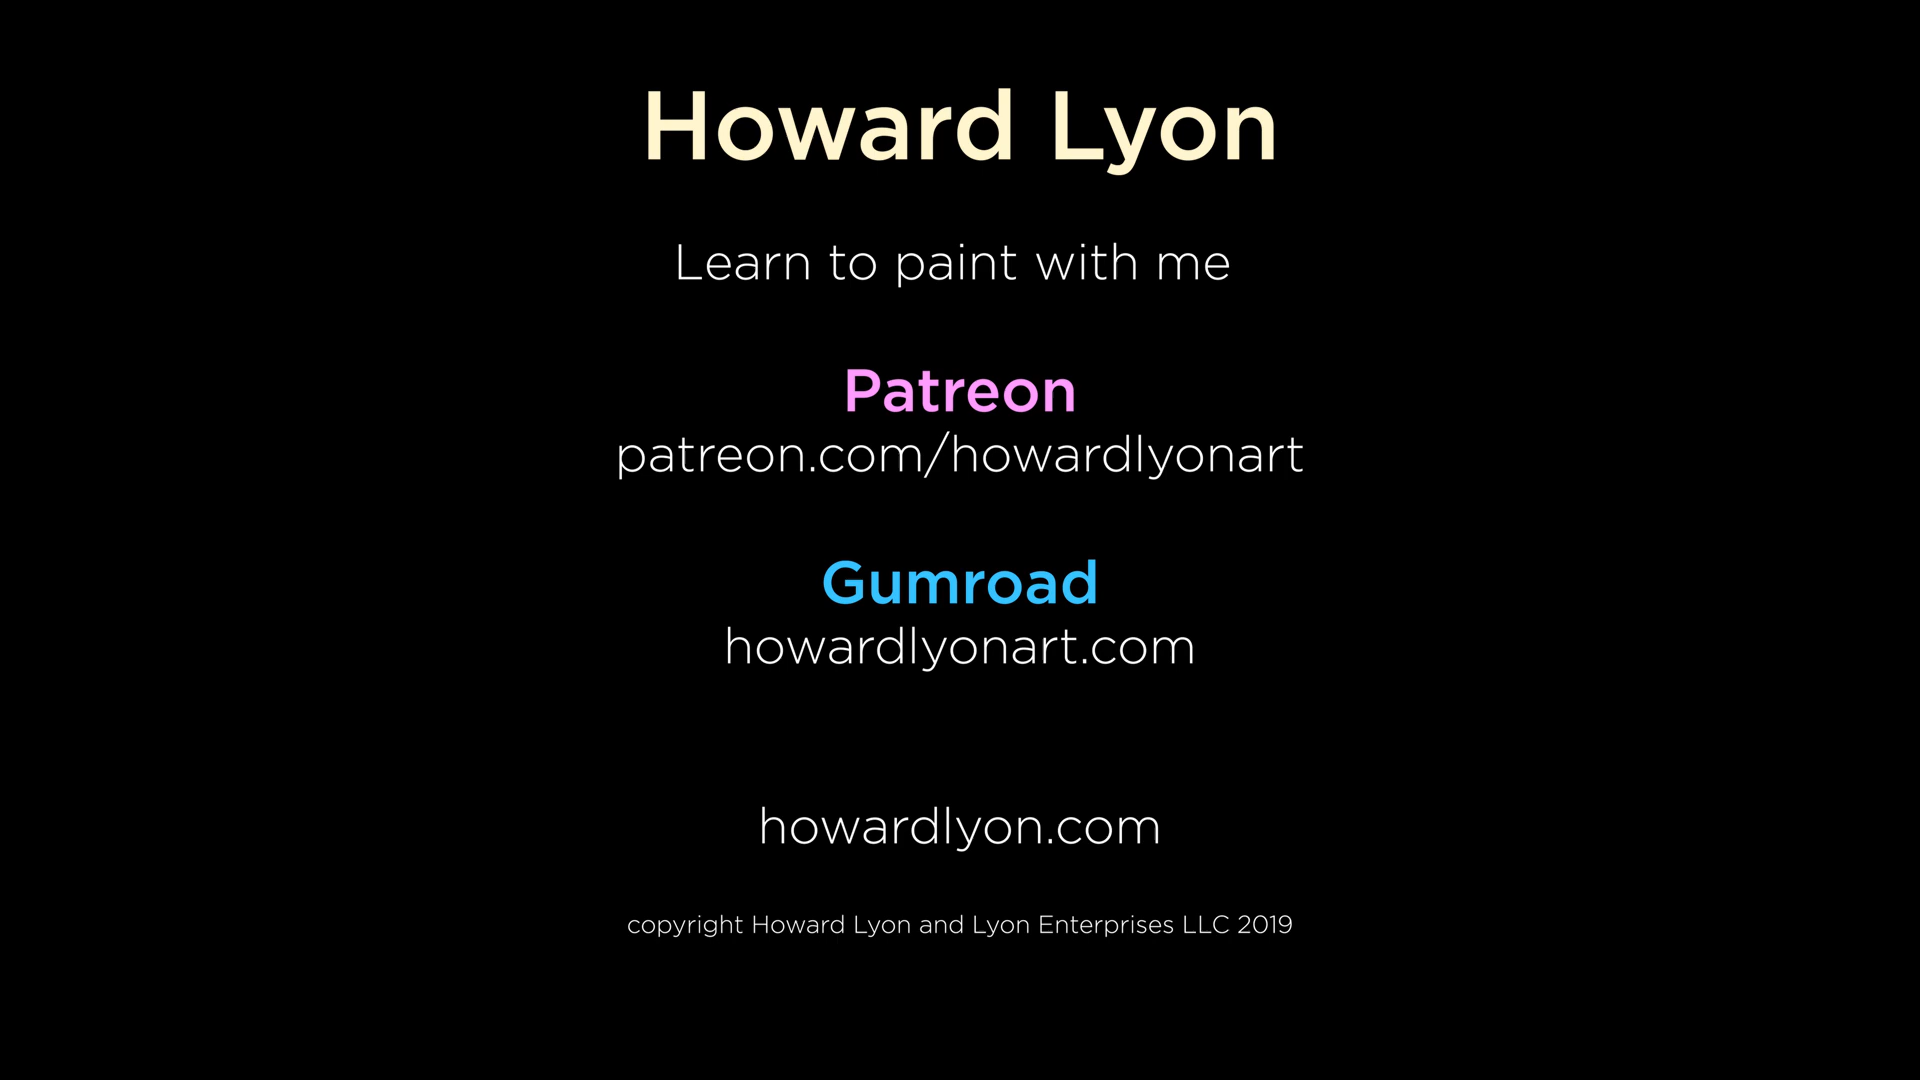 Howard Lyon
Learn to paint with me
Patreon
patreon.com/howardlyonart
Gumroad
howardlyonart.com
howardlyon.com
copyright Howard Lyon and Lyon Enterprises LLC 2019